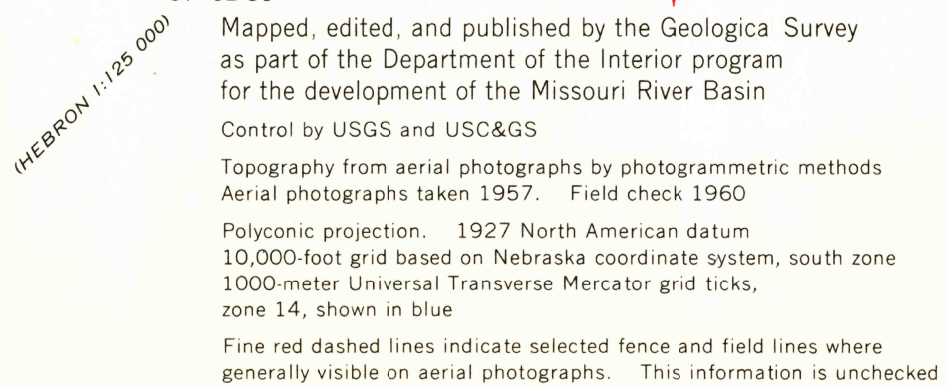 (HEBRON 1:125 000)
Mapped, edited, and published by the Geologica Survey
as part of the Department of the Interior program
for the development of the Missouri River Basin
Control by USGS and USC&GS
Topography from aerial photographs by photogrammetric methods
Aerial photographs taken 1957. Field check 1960
Polyconic projection. 1927 North American datum
10,000-foot grid based on Nebraska coordinate system, south zone
1000-meter Universal Transverse Mercator grid ticks,
zone 14, shown in blue
Fine red dashed lines indicate selected fence and field lines where
generally visible on aerial photographs. This information is unchecked